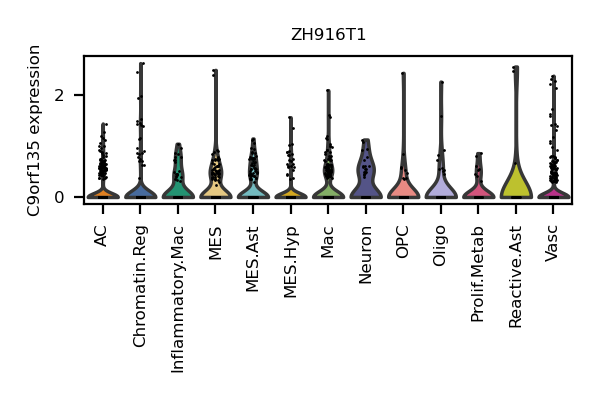 ZH916T1
C9orf135 expression
2
0
AC
Chromatin.Reg
Inflammatory.Mac
MES
MES.Ast
MES.Hyp
Mac
Neuron
OPC
Oligo
Prolif.Metab
Reactive.Ast
Vasc